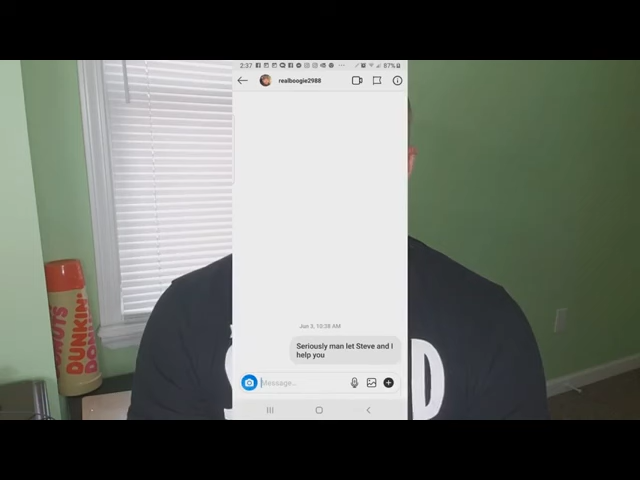 2:37
87%
realboogie2988
Jun 3, 10:38 AM
Seriously man let Steve and I
help you
Message...
DUNKIN'
DONUTS
D